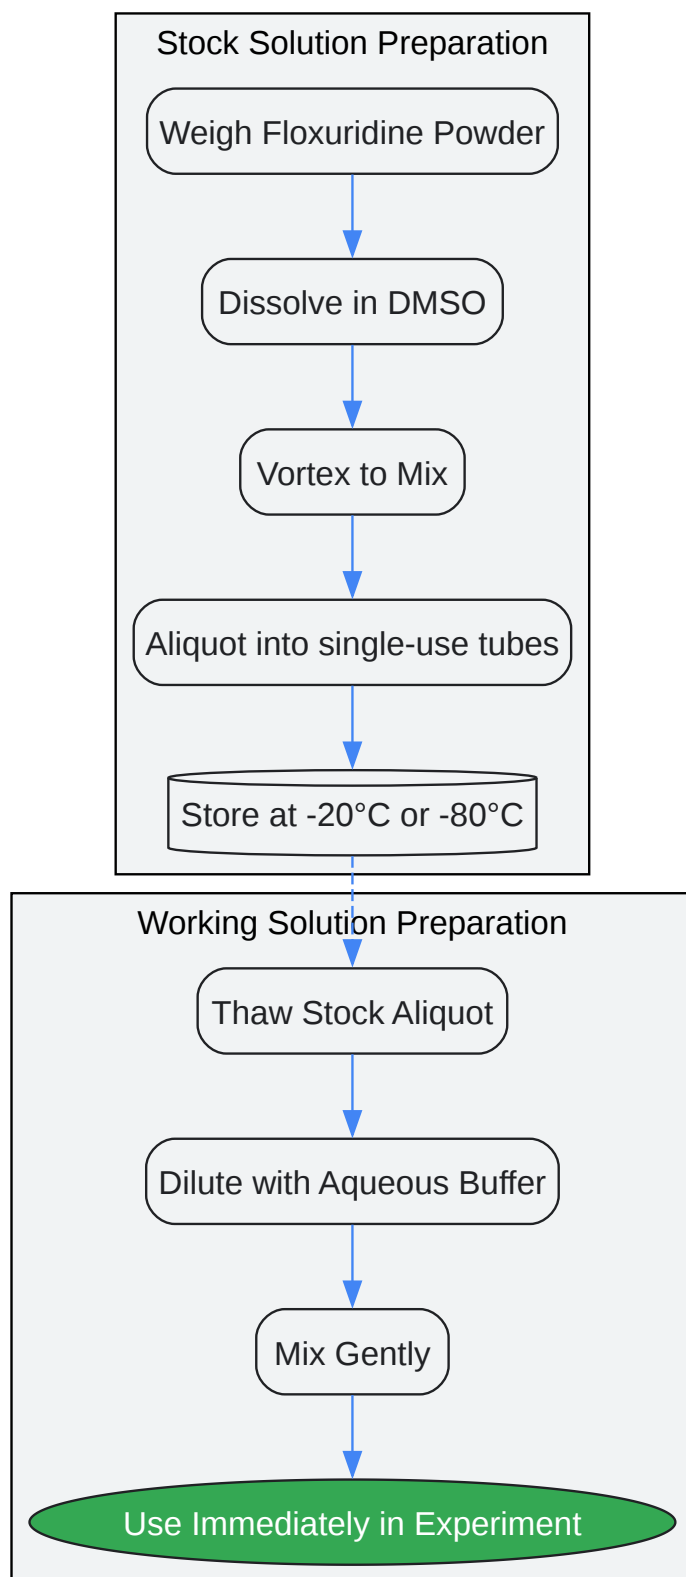 Stock Solution Preparation
Weigh Floxuridine Powder
Dissolve in DMSO
Vortex to Mix
Aliquot into single-use tubes
Store at -20°C or -80°C
Working Solution Preparation
Thaw Stock Aliquot
Dilute with Aqueous Buffer
Mix Gently
Use Immediately in Experiment